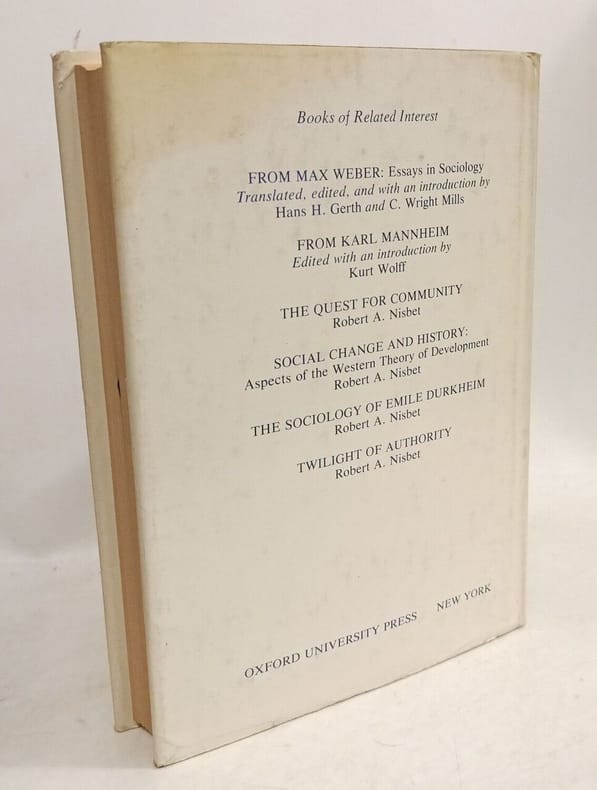 Books of Related Interest
FROM MAX WEBER: Essays in Sociology
Translated, edited, and with an introduction by
Hans H. Gerth and C. Wright Mills
FROM KARL MANNHEIM
Edited with an introduction by
Kurt Wolff
THE QUEST FOR COMMUNITY
Robert A. Nisbet
SOCIAL CHANGE AND HISTORY:
Aspects of the Western Theory of Development
Robert A. Nisbet
THE SOCIOLOGY OF EMILE DURKHEIM
Robert A. Nisbet
TWILIGHT OF AUTHORITY
Robert A. Nisbet
OXFORD UNIVERSITY PRESS NEW YORK